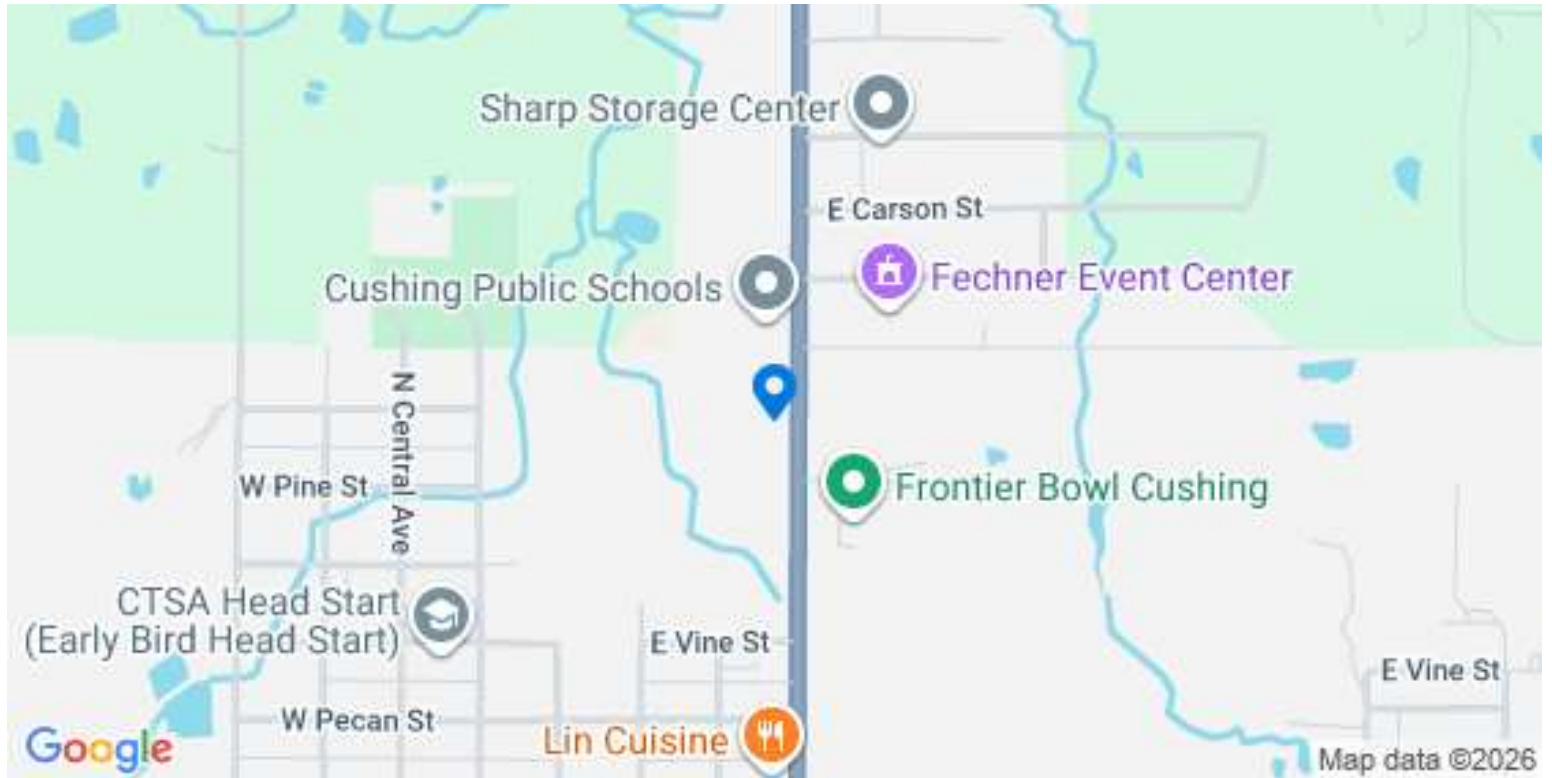 Sharp Storage Center
E Carson St
Cushing Public Schools
Fechner Event Center
N Central Ave
W Pine St
Frontier Bowl Cushing
CTSA Head Start
(Early Bird Head Start)
E Vine St
E Vine St
W Pecan St
Lin Cuisine
Google
Map data ©2026